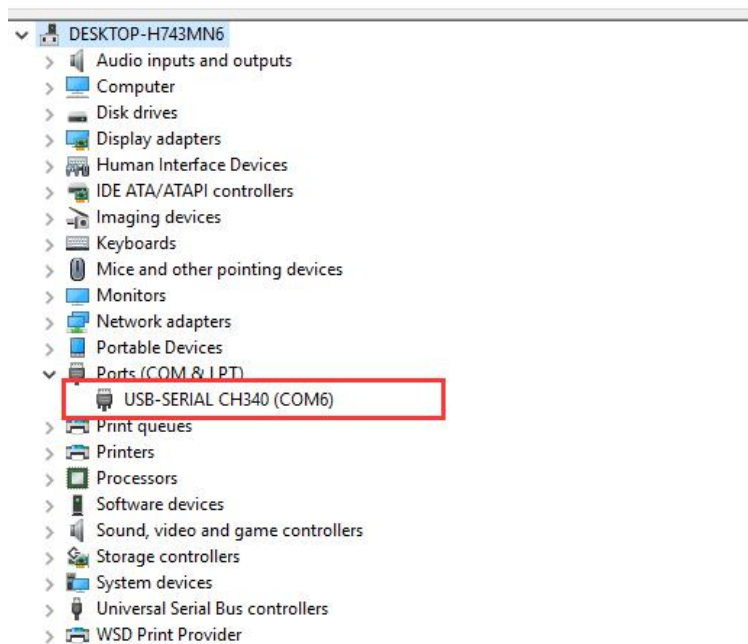 DESKTOP-H743MN6
Audio inputs and outputs
Computer
Disk drives
Display adapters
Human Interface Devices
IDE ATA/ATAPI controllers
Imaging devices
Keyboards
Mice and other pointing devices
Monitors
Network adapters
Portable Devices
Ports (COM & LPT)
USB-SERIAL CH340 (COM6)
Print queues
Printers
Processors
Software devices
Sound, video and game controllers
Storage controllers
System devices
Universal Serial Bus controllers
WSD Print Provider